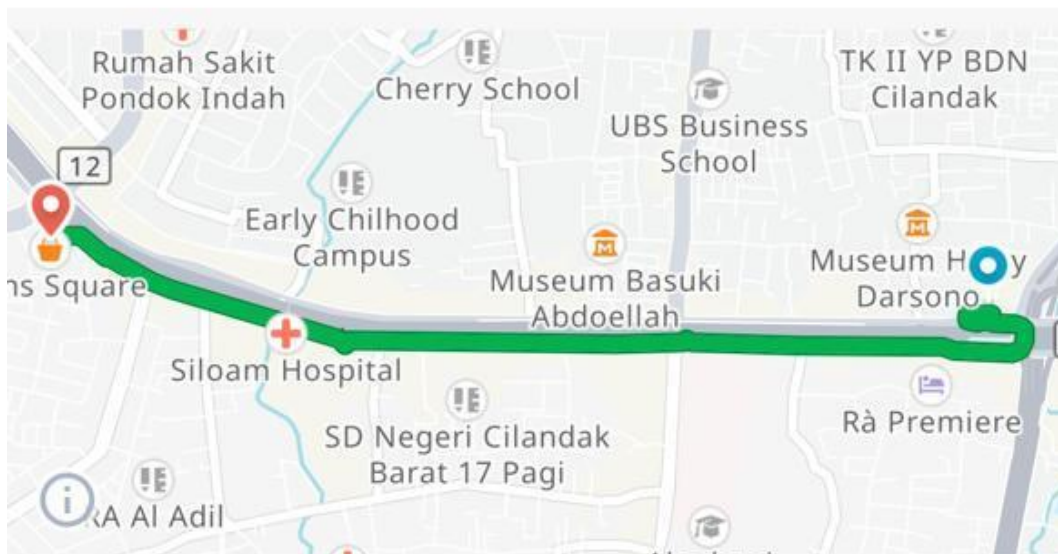 Rumah Sakit
Pondok Indah
Cherry School
TK II YP BDN
Cilandak
UBS Business
School
12
Early Chilhood
Campus
Museum Basuki
Abdoellah
Museum H y
Darsono
ns Square
Siloam Hospital
SD Negeri Cilandak
Barat 17 Pagi
Rà Premiere
i
RA Al Adil